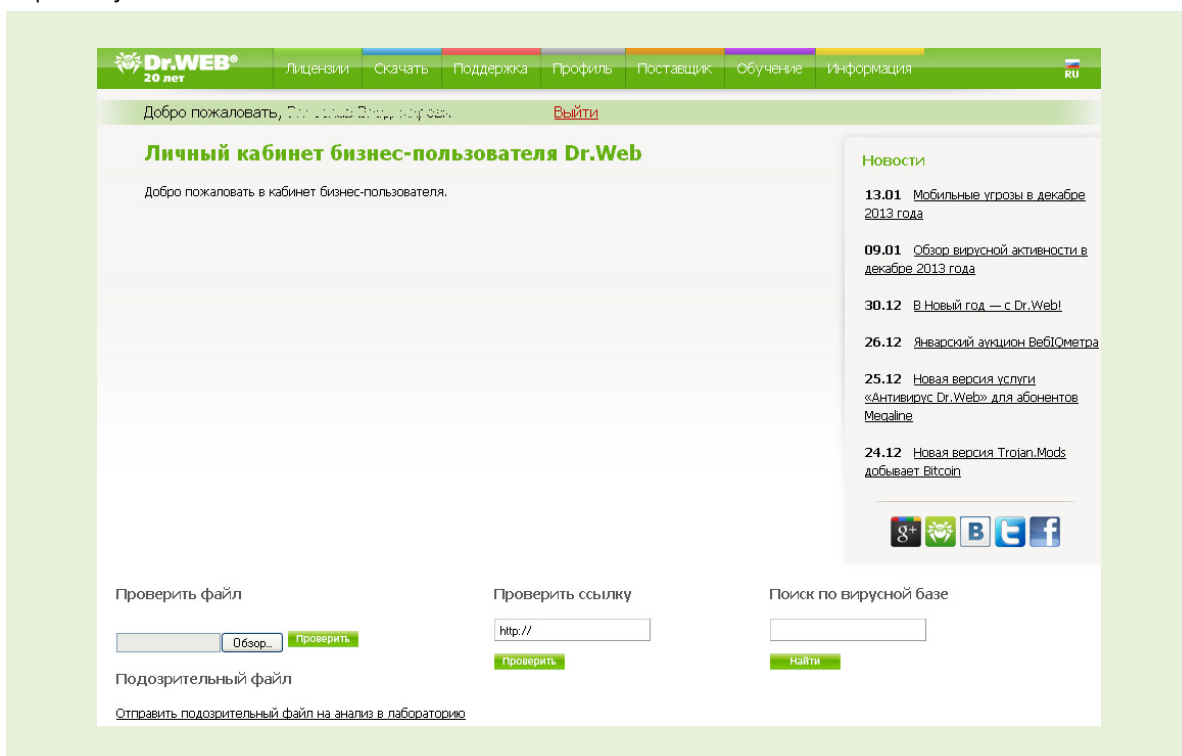 Dr.WEB®
20 лет
Лицензии Скачать Поддержка Профиль Поставщик Обучение Информация
RU
Добро пожаловать,
Выйти
Личный кабинет бизнес-пользователя Dr.Web
Добро пожаловать в кабинет бизнес-пользователя.
Новости
13.01 Мобильные угрозы в декабре
2013 года
09.01 Обзор вирусной активности в
декабре 2013 года
30.12 В Новый год — с Dr.Web!
26.12 Январский аукцион ВебIQметра
25.12 Новая версия услуги
«Антивирус Dr.Web» для абонентов
Megaline
24.12 Новая версия Trojan.Mods
добывает Bitcoin
g+ B t f
Проверить файл
Обзор... Проверить
Подозрительный файл
Отправить подозрительный файл на анализ в лабораторию
Проверить ссылку
http://
Проверить
Поиск по вирусной базе
Найти